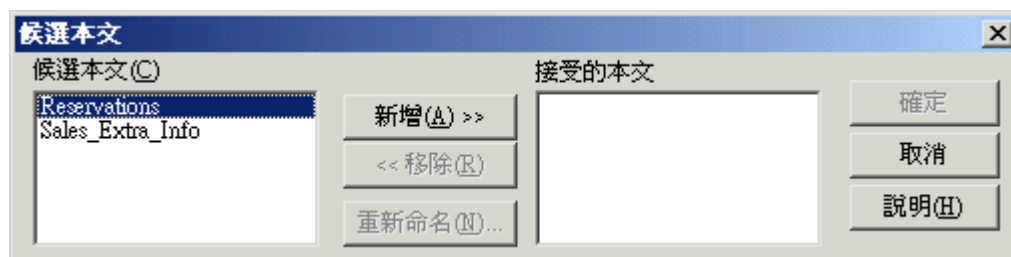 候選本文
候選本文(C)
Reservations
Sales_Extra_Info
新增(A) >>
<< 移除(R)
重新命名(N)...
接受的本文
確定
取消
說明(H)